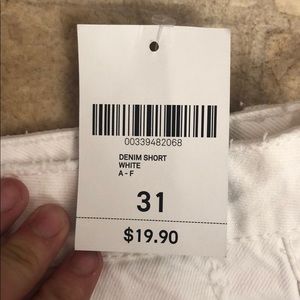 00339482068
DENIM SHORT
WHITE
A - F
31
$19.90